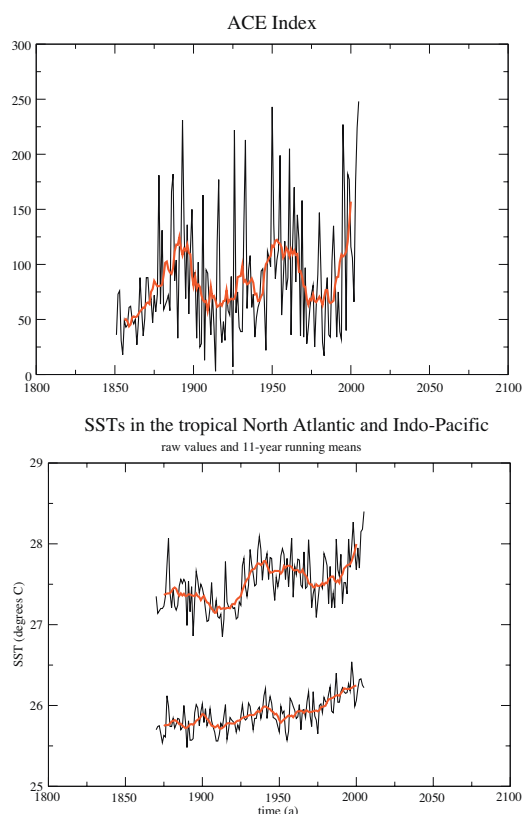 ACE Index
300
250
200
150
100
50
0
1800 1850 1900 1950 2000 2050 2100
SSTs in the tropical North Atlantic and Indo-Pacific
raw values and 11-year running means
29
28
27
26
25
SST (degrees C)
1800 1850 1900 1950 2000 2050 2100
time (a)